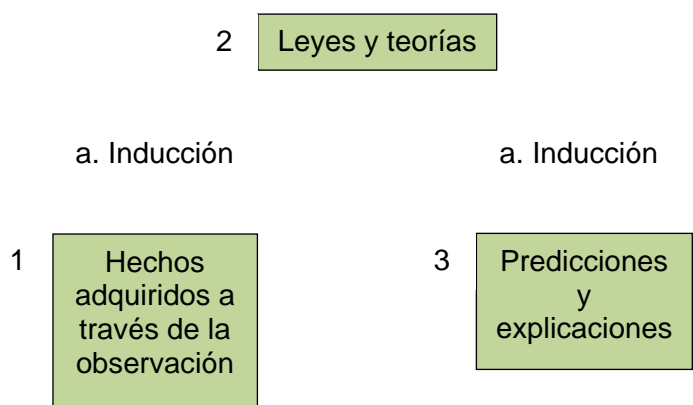 2 Leyes y teorías
a. Inducción a. Inducción
1 Hechos
adquiridos a
través de la
observación
3 Predicciones
y
explicaciones